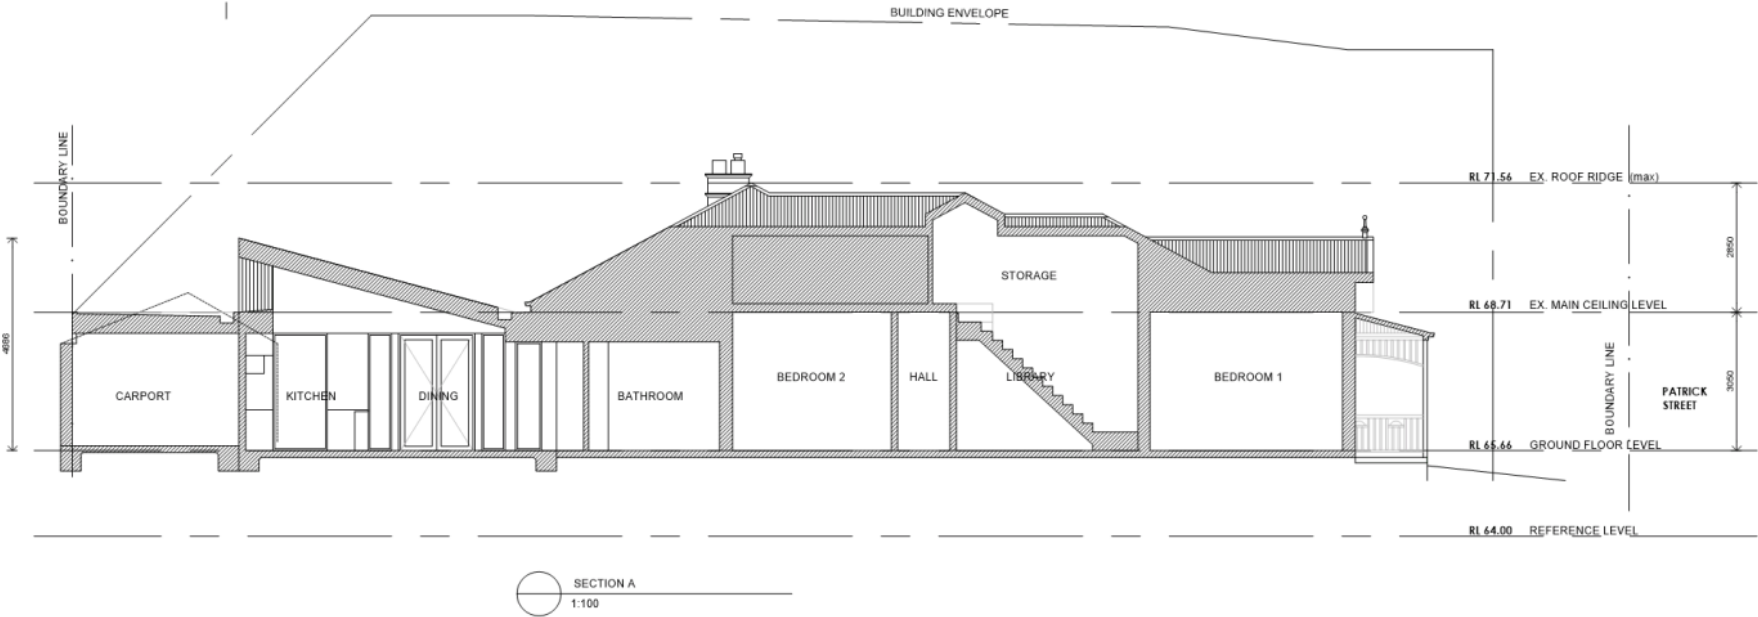 BUILDING ENVELOPE
BOUNDARY LINE
RL 71.56 EX. ROOF RIDGE (max)
2850
STORAGE
RL 68.71 EX. MAIN CEILING LEVEL
4686
CARPORT
KITCHEN
DINING
BATHROOM
BEDROOM 2
HALL
LIBRARY
BEDROOM 1
BOUNDARY LINE
PATRICK
STREET
3050
RL 65.66 GROUND FLOOR LEVEL
RL 64.00 REFERENCE LEVEL
SECTION A
1:100